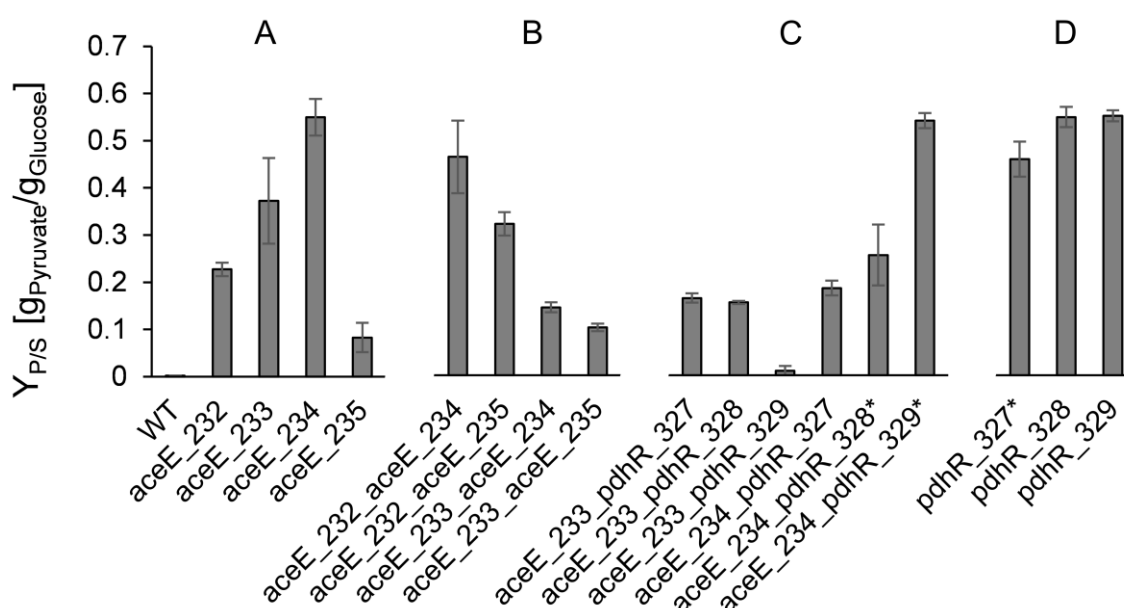 A B C D
Y P/S [gPyruvate/gGlucose]
0.7
0.6
0.5
0.4
0.3
0.2
0.1
0
WT
aceE_232
aceE_233
aceE_234
aceE_235
aceE_232_aceE_234
aceE_232_aceE_235
aceE_233_aceE_234
aceE_233_aceE_235
aceE_233_pdhR_327
aceE_233_pdhR_328
aceE_233_pdhR_329
aceE_234_pdhR_327
aceE_234_pdhR_328*
aceE_234_pdhR_329*
pdhR_327*
pdhR_328
pdhR_329